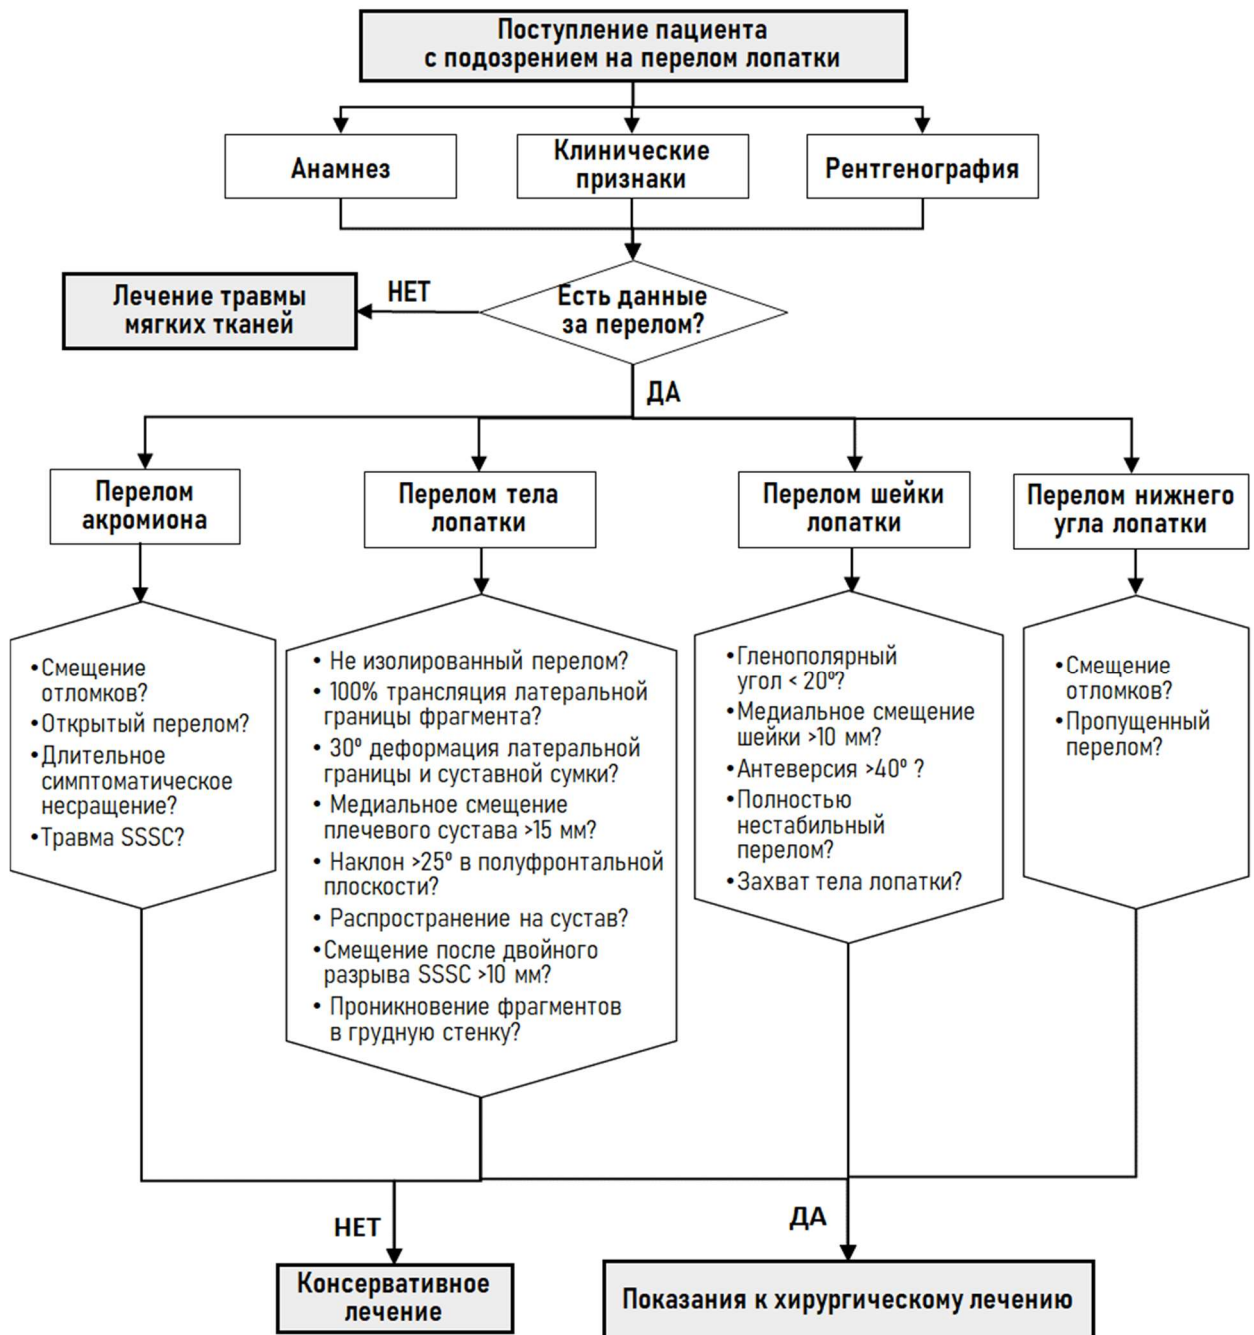 Поступление пациента
с подозрением на перелом лопатки
Анамнез
Клинические
признаки
Рентгенография
Есть данные
за перелом?
НЕТ
Лечение травмы
мягких тканей
ДА
Перелом
акромиона
Перелом тела
лопатки
Перелом шейки
лопатки
Перелом нижнего
угла лопатки
•Смещение
отломков?
•Открытый перелом?
•Длительное
симптоматическое
несращение?
•Травма SSSC?
• Не изолированный перелом?
• 100% трансляция латеральной
границы фрагмента?
• 30º деформация латеральной
границы и суставной сумки?
• Медиальное смещение
плечевого сустава >15 мм?
• Наклон >25º в полуфронтальной
плоскости?
• Распространение на сустав?
•Смещение после двойного
разрыва SSSC >10 мм?
• Проникновение фрагментов
в грудную стенку?
•Гленополярный
угол < 20º?
•Медиальное смещение
шейки >10 мм?
•Антеверсия >40º ?
•Полностью
нестабильный
перелом?
•Захват тела лопатки?
•Смещение
отломков?
•Пропущенный
перелом?
НЕТ
ДА
Консервативное
лечение
Показания к хирургическому лечению